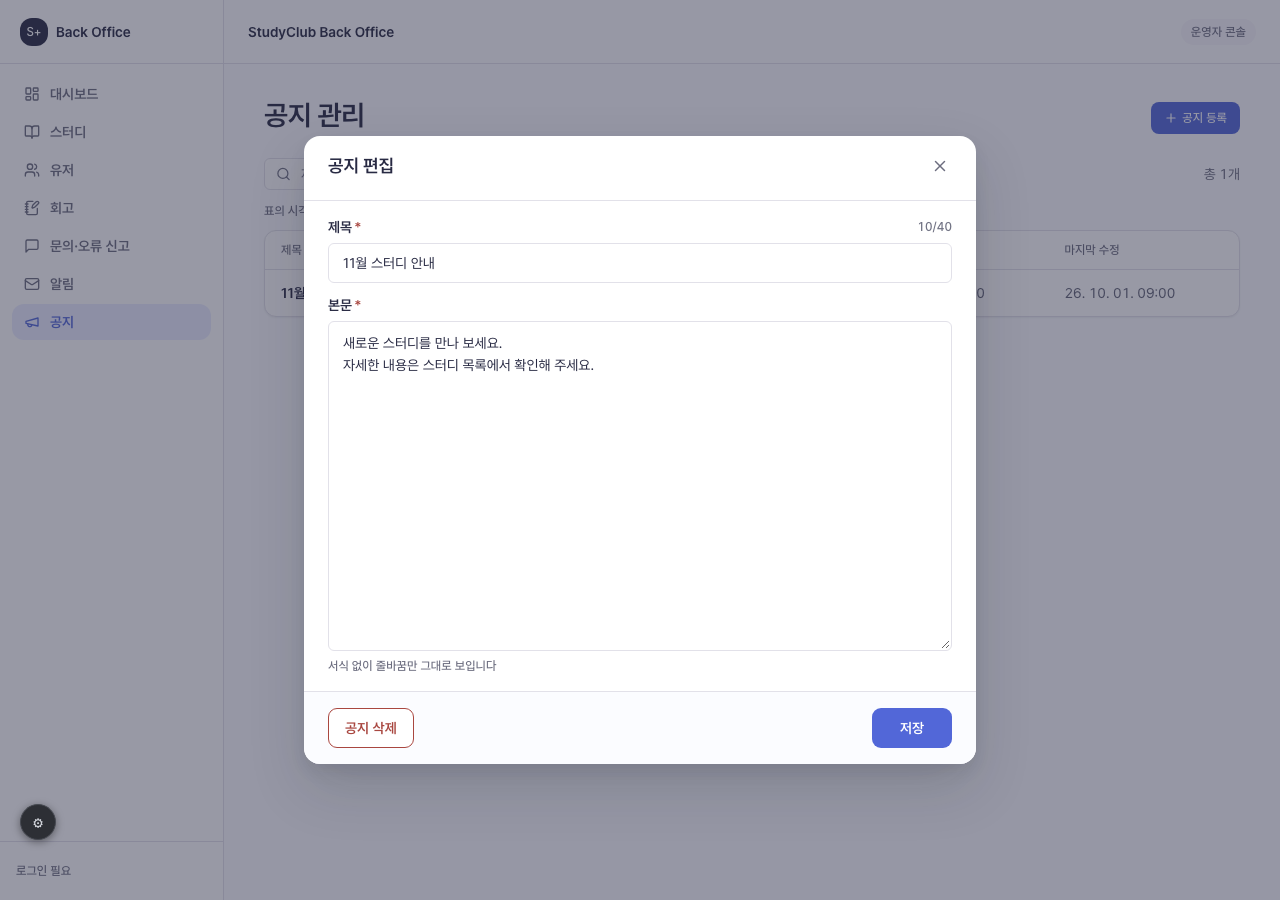 S+ Back Office
StudyClub Back Office
운영자 콘솔
대시보드
스터디
유저
회고
문의·오류 신고
알림
공지
로그인 필요
공지 관리
+ 공지 등록
총 1개
표의 시각
제목
마지막 수정
11월
26. 10. 01. 09:00
공지 편집
제목 *
10/40
11월 스터디 안내
본문 *
새로운 스터디를 만나 보세요.
자세한 내용은 스터디 목록에서 확인해 주세요.
서식 없이 줄바꿈만 그대로 보입니다
공지 삭제
저장